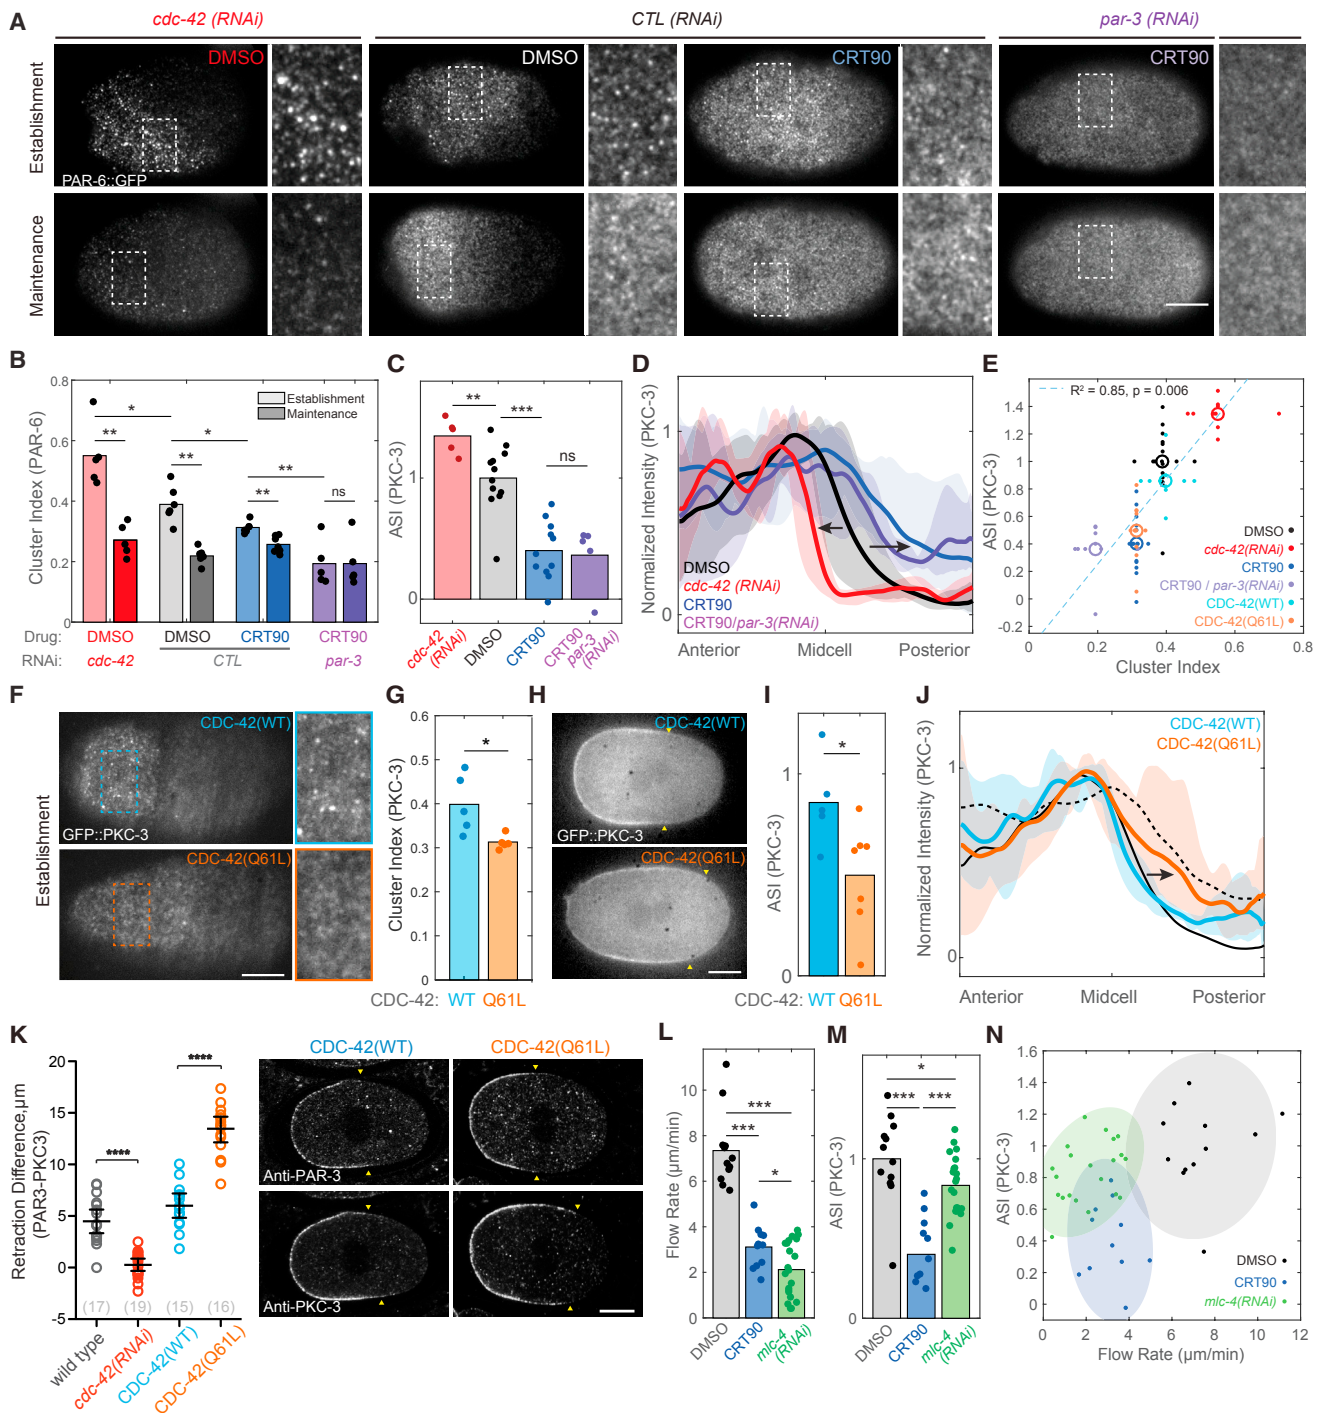 A
cdc-42 (RNAi)
CTL (RNAi)
par-3 (RNAi)
Establishment
DMSO
DMSO
CRT90
CRT90
PAR-6::GFP
Maintenance
B
Cluster Index (PAR-6)
0.8
0.6
0.4
0.2
0
Establishment
Maintenance
*
**
*
**
**
**
ns
Drug: DMSO DMSO CRT90 CRT90
RNAi: cdc-42 CTL par-3
C
ASI (PKC-3)
1
0
**
***
ns
cdc-42 (RNAi)
DMSO
CRT90
CRT90 par-3 (RNAi)
D
Normalized Intensity (PKC-3)
1
0
DMSO
cdc-42 (RNAi)
CRT90
CRT90/par-3(RNAi)
Anterior Midcell Posterior
E
R² = 0.85, p = 0.006
ASI (PKC-3)
1.4
1.2
1
0.8
0.6
0.4
0.2
0
-0.2
DMSO
cdc-42(RNAi)
CRT90
CRT90 / par-3(RNAi)
CDC-42(WT)
CDC-42(Q61L)
0 0.2 0.4 0.6 0.8
Cluster Index
F
Establishment
CDC-42(WT)
GFP::PKC-3
CDC-42(Q61L)
G
Cluster Index (PKC-3)
0.6
0.5
0.4
0.3
0.2
0.1
0
*
CDC-42: WT Q61L
H
CDC-42(WT)
GFP::PKC-3
CDC-42(Q61L)
I
ASI (PKC-3)
1
0
*
CDC-42: WT Q61L
J
Normalized Intensity (PKC-3)
1
0
CDC-42(WT)
CDC-42(Q61L)
Anterior Midcell Posterior
K
Retraction Difference,µm
(PAR3-PKC3)
20
15
10
5
0
-5
****
****
(17) (19) (15) (16)
wild type
cdc-42(RNAi)
CDC-42(WT)
CDC-42(Q61L)
CDC-42(WT) CDC-42(Q61L)
Anti-PAR-3
Anti-PKC-3
L
Flow Rate (µm/min)
10
8
6
4
2
0
***
***
*
DMSO
CRT90
mlc-4 (RNAi)
M
ASI (PKC-3)
1
0
*
*** ***
DMSO
CRT90
mlc-4 (RNAi)
N
ASI (PKC-3)
1.6
1.4
1.2
1
0.8
0.6
0.4
0.2
0
DMSO
CRT90
mlc-4(RNAi)
0 2 4 6 8 10 12
Flow Rate (µm/min)